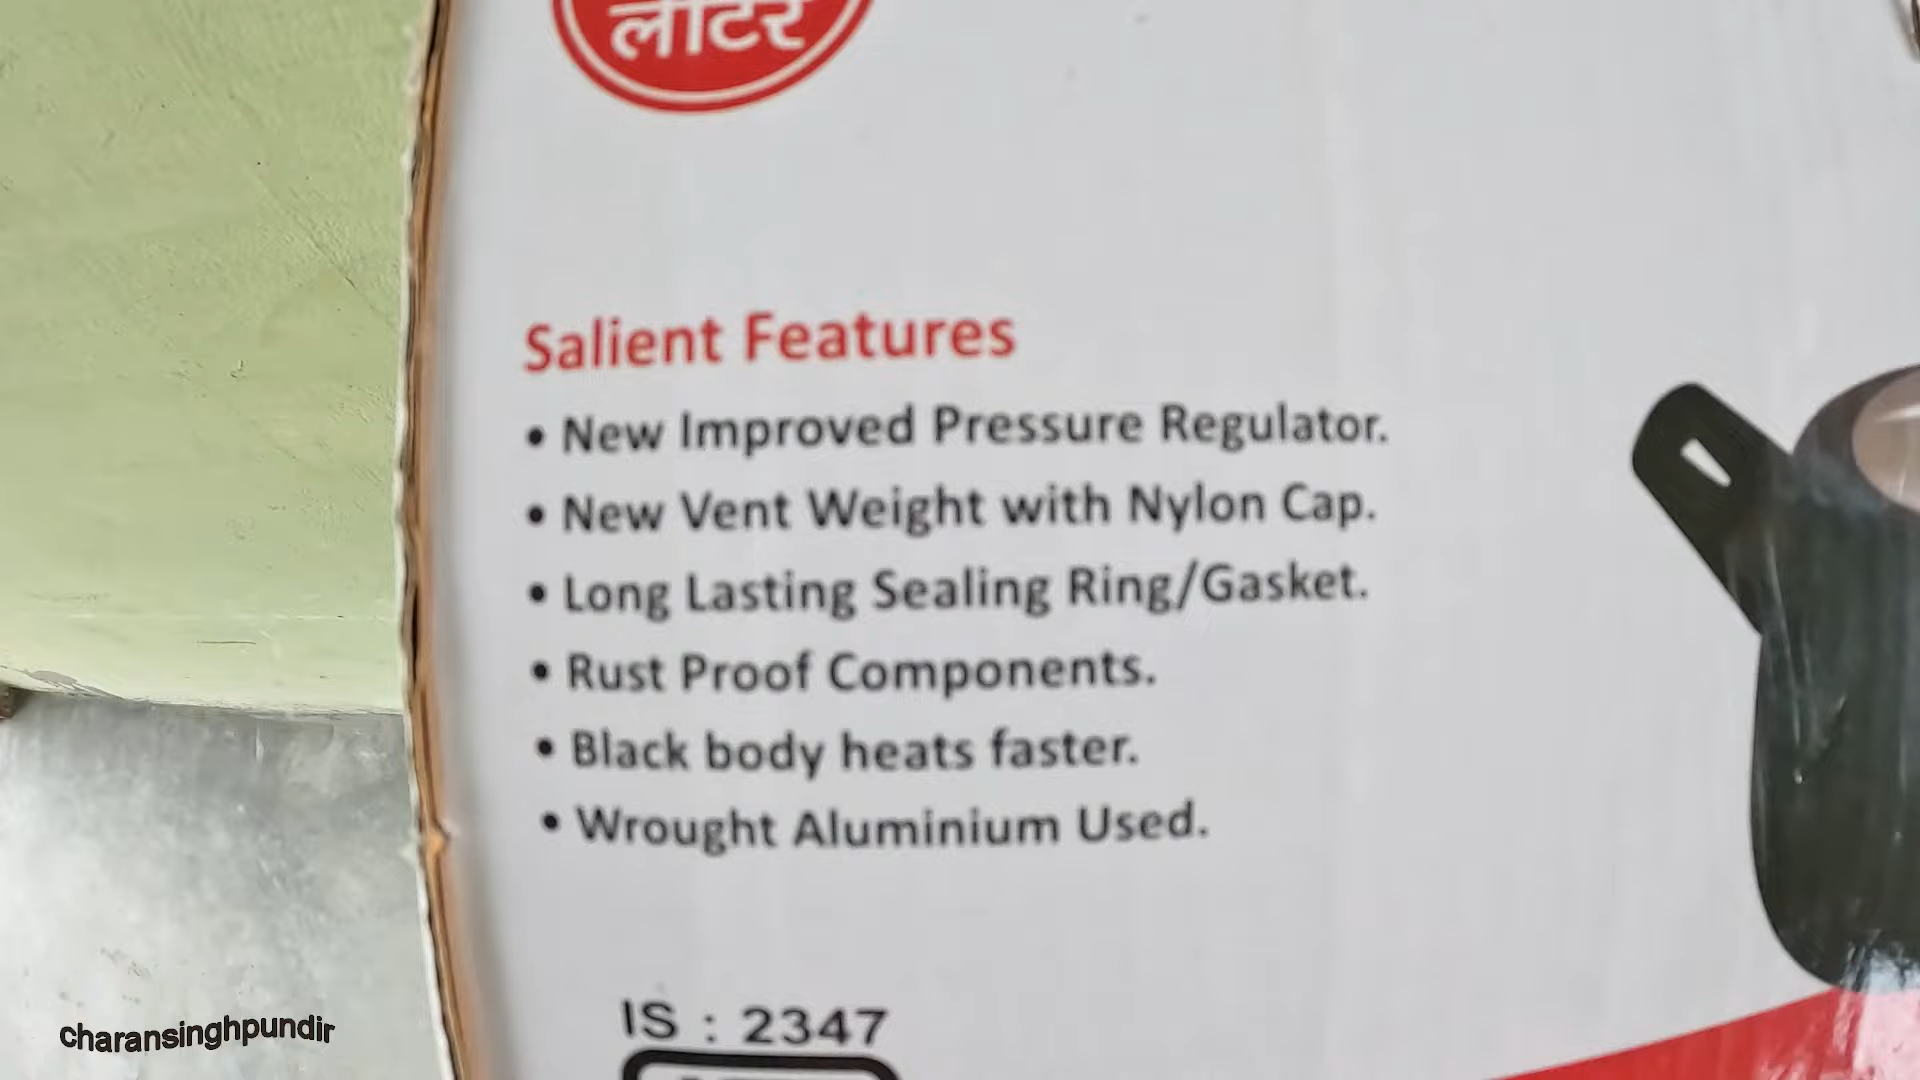 लीटर
Salient Features
• New Improved Pressure Regulator.
• New Vent Weight with Nylon Cap.
• Long Lasting Sealing Ring/Gasket.
• Rust Proof Components.
• Black body heats faster.
• Wrought Aluminium Used.
IS : 2347
charansinghpundir